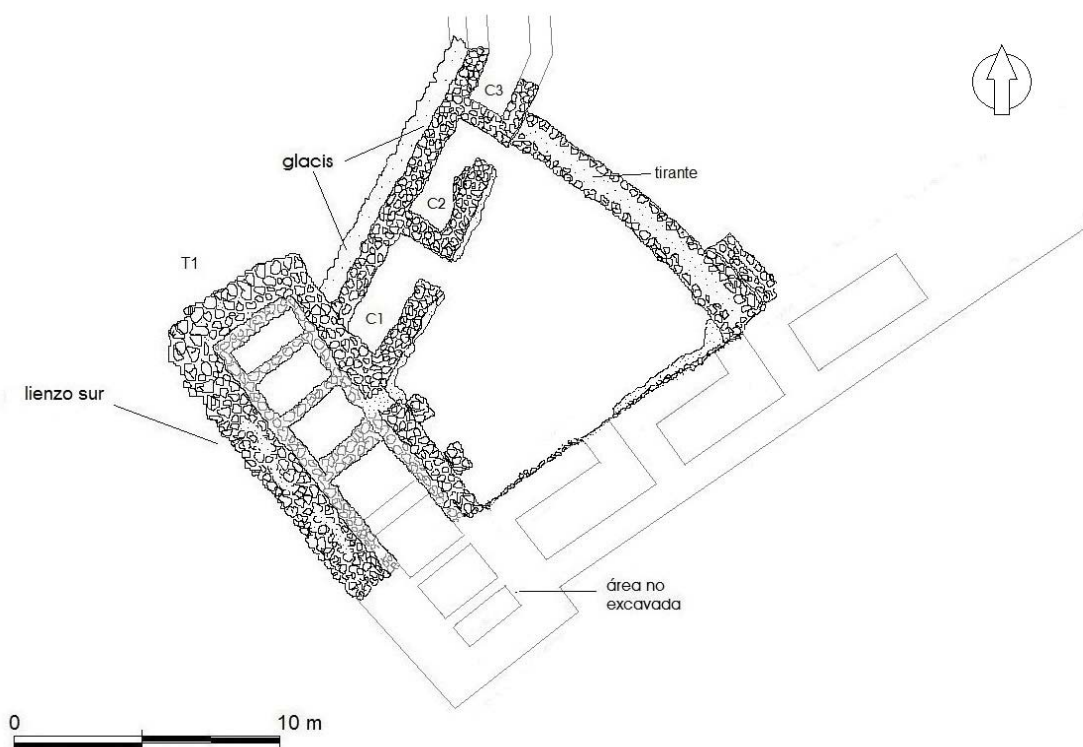 C3
glacis
tirante
C2
T1
C1
lienzo sur
área no
excavada
0 10 m